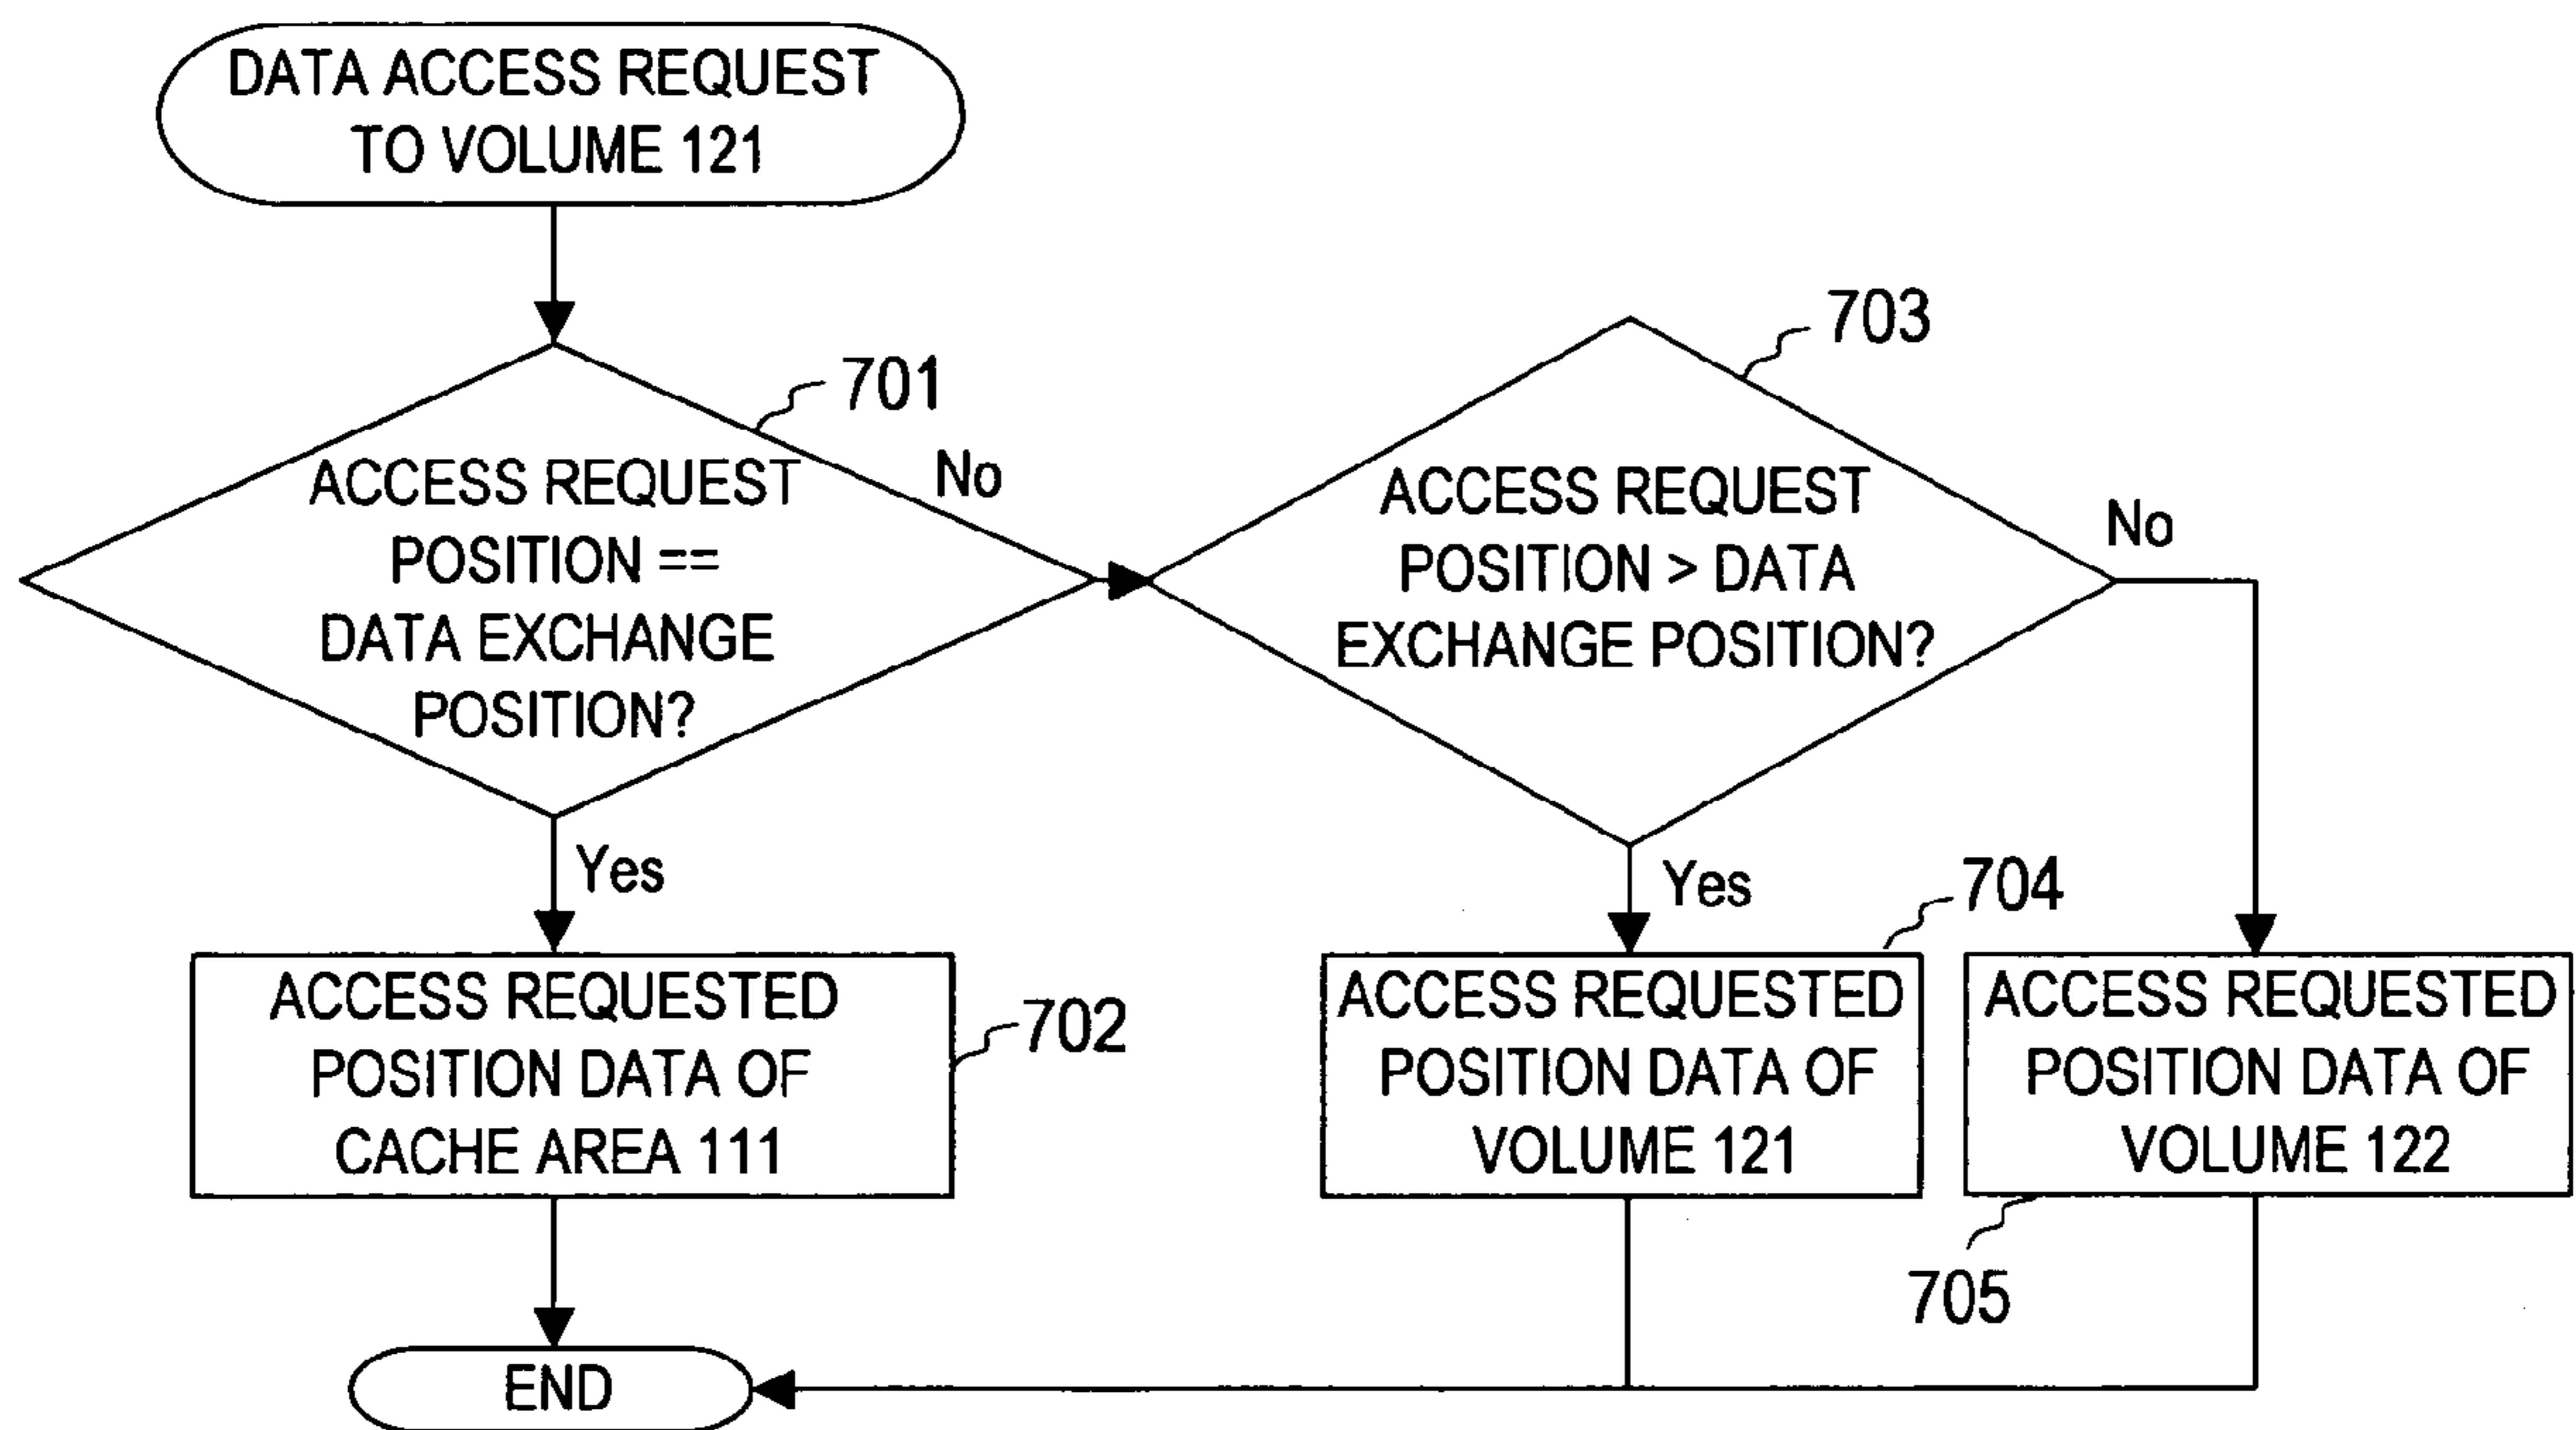 DATA ACCESS REQUEST
TO VOLUME 121
701
ACCESS REQUEST
POSITION ==
DATA EXCHANGE
POSITION?
No
Yes
703
ACCESS REQUEST
POSITION > DATA
EXCHANGE POSITION?
No
Yes
ACCESS REQUESTED
POSITION DATA OF
CACHE AREA 111
702
704
ACCESS REQUESTED
POSITION DATA OF
VOLUME 121
ACCESS REQUESTED
POSITION DATA OF
VOLUME 122
705
END